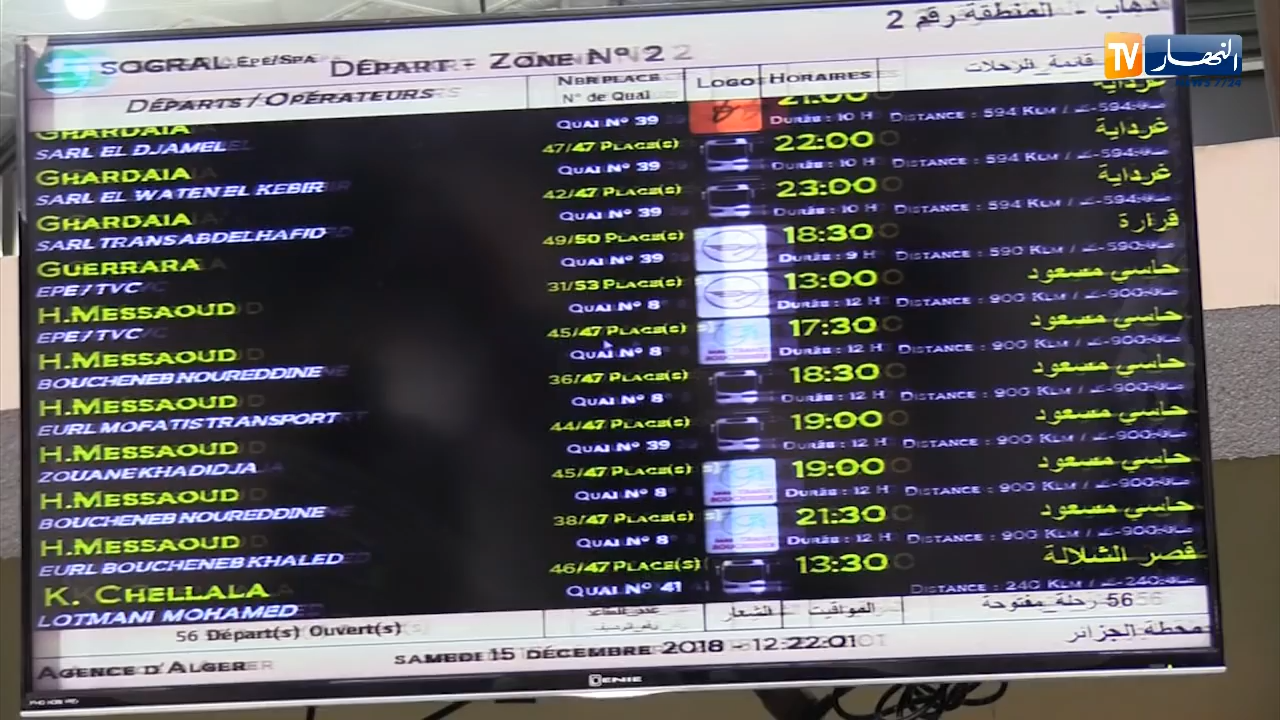 ذهاب - المنطقة رقم 2
SOGRAL EPE/SPA DÉPART - ZONE N° 2
TV النهار
NEWS 7/24
DÉPARTS / OPÉRATEURS NBR PLACE LOGO HORAIRES قائمة_الرحلات
N° de Quai
GHARDAIA 21:00 غرداية
SARL EL DJAMEL QUAI N° 39 DURÉE : 10 H DISTANCE : 594 KLM /
GHARDAIA 47/47 PLACE(S) 22:00 غرداية
SARL EL WATEN EL KEBIR QUAI N° 39 DURÉE : 10 H DISTANCE : 594 KLM /
GHARDAIA 42/47 PLACE(S) 23:00 غرداية
SARL TRANS ABDELHAFID QUAI N° 39 DURÉE : 10 H DISTANCE : 594 KLM /
GUERRARA 49/50 PLACE(S) 18:30 قرارة
EPE / TVC QUAI N° 39 DURÉE : 9 H DISTANCE : 590 KLM /
H.MESSAOUD 31/53 PLACE(S) 13:00 حاسي مسعود
EPE / TVC QUAI N° 8 DURÉE : 12 H DISTANCE : 900 KLM /
H.MESSAOUD 45/47 PLACE(S) 17:30 حاسي مسعود
BOUCHENEB NOUREDDINE QUAI N° 8 DURÉE : 12 H DISTANCE : 900 KLM /
H.MESSAOUD 36/47 PLACE(S) 18:30 حاسي مسعود
EURL MOFATIS TRANSPORT QUAI N° 8 DURÉE : 12 H DISTANCE : 900 KLM /
H.MESSAOUD 44/47 PLACE(S) 19:00 حاسي مسعود
ZOUANE KHADIDJA QUAI N° 39 DURÉE : 12 H DISTANCE : 900 KLM /
H.MESSAOUD 45/47 PLACE(S) 19:00 حاسي مسعود
BOUCHENEB NOUREDDINE QUAI N° 8 DURÉE : 12 H DISTANCE : 900 KLM /
H.MESSAOUD 38/47 PLACE(S) 21:30 حاسي مسعود
EURL BOUCHENEB KHALED QUAI N° 8 DURÉE : 12 H DISTANCE : 900 KLM /
K. CHELLALA 46/47 PLACE(S) 13:30 قصر الشلالة
LOTMANI MOHAMED QUAI N° 41 DISTANCE : 240 KLM /
56 Départ(s) Ouvert(s) الشعار المواقيت 56 رحلة_مفتوحة
AGENCE D'ALGER SAMEDI 15 DÉCEMBRE 2018 - 12:22:01 محطة الجزائر
GENIE